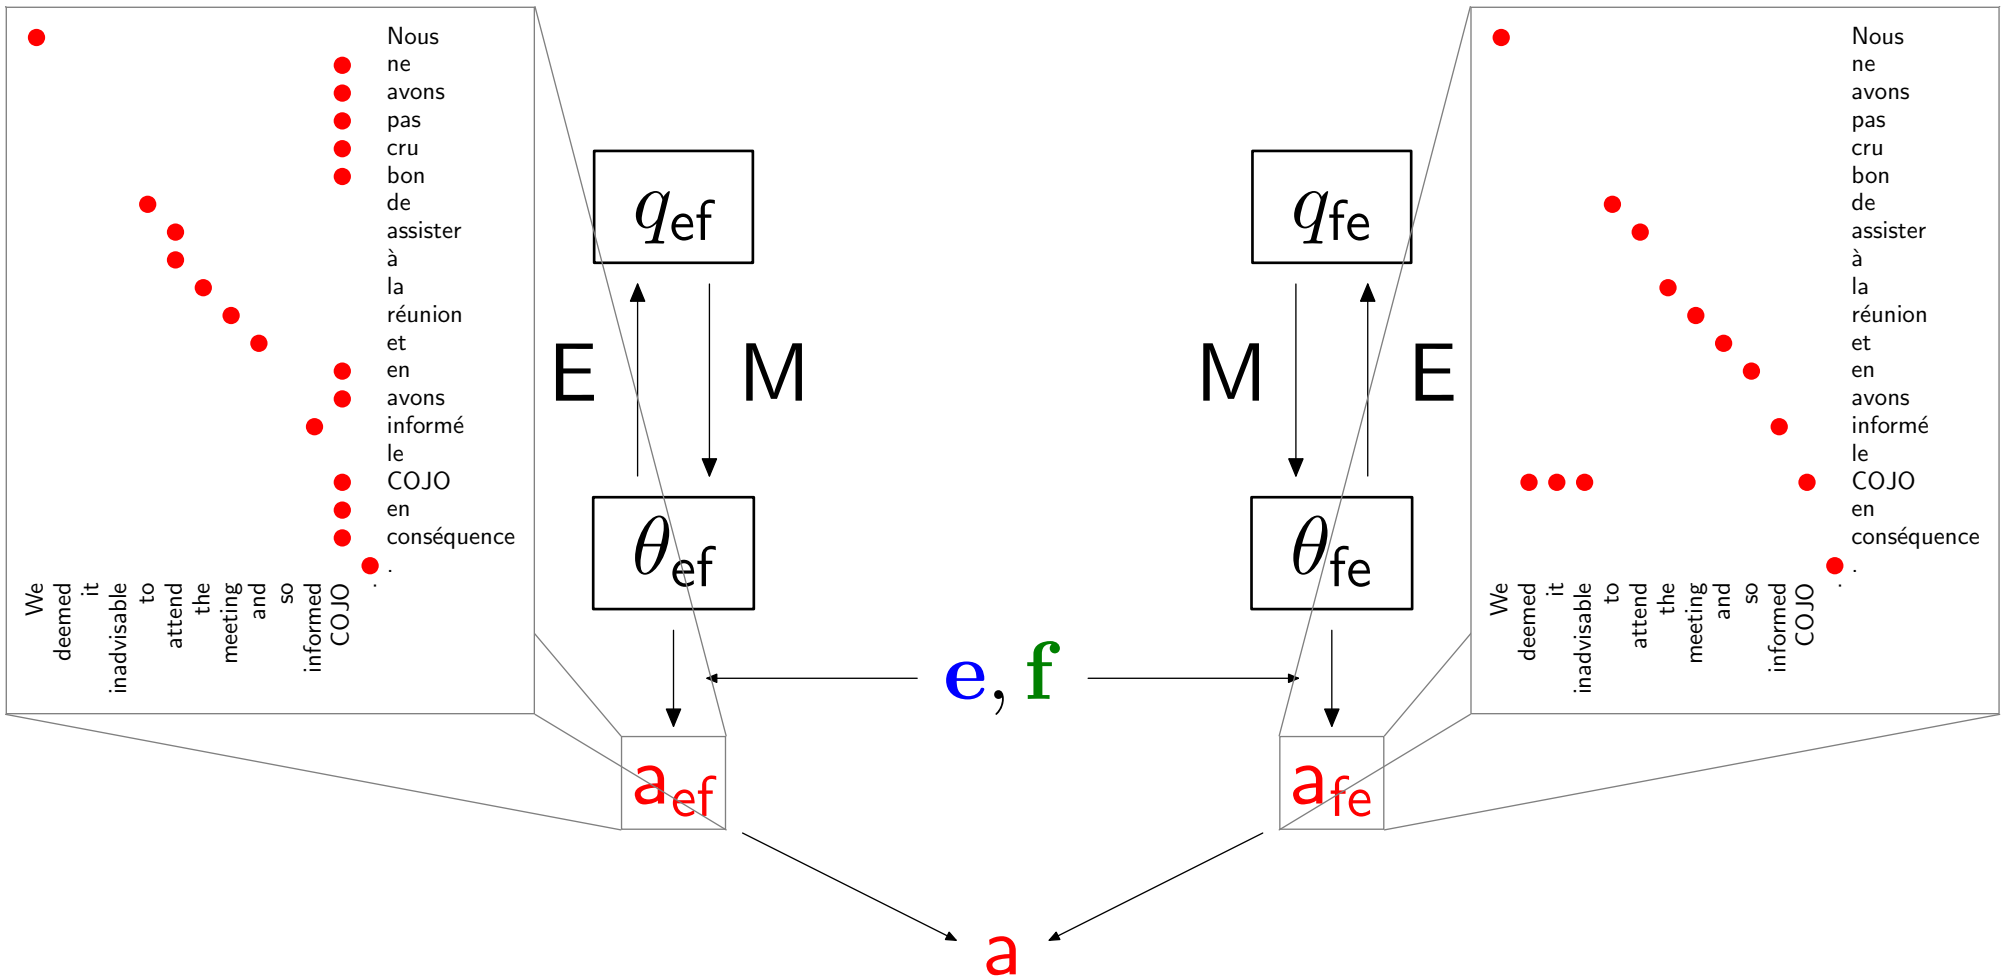 Nous
ne
avons
pas
cru
bon
de
assister
à
la
réunion
et
en
avons
informé
le
COJO
en
conséquence
.
We
deemed
it
inadvisable
to
attend
the
meeting
and
so
informed
COJO
.
q_ef
E
M
θ_ef
a_ef
e, f
q_fe
M
E
θ_fe
a_fe
a
Nous
ne
avons
pas
cru
bon
de
assister
à
la
réunion
et
en
avons
informé
le
COJO
en
conséquence
.
We
deemed
it
inadvisable
to
attend
the
meeting
and
so
informed
COJO
.